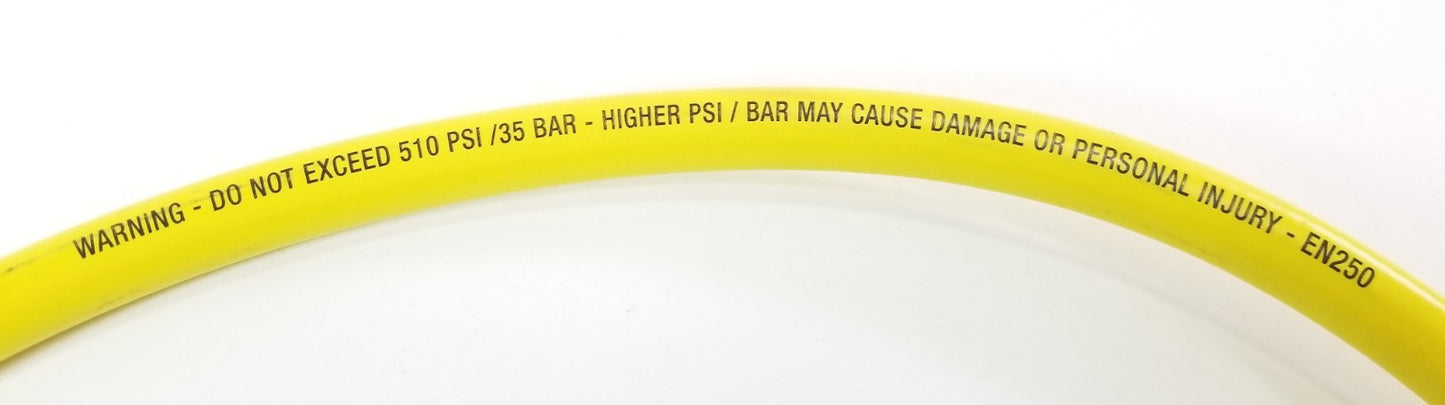 WARNING - DO NOT EXCEED 510 PSI /35 BAR - HIGHER PSI / BAR MAY CAUSE DAMAGE OR PERSONAL INJURY - EN250